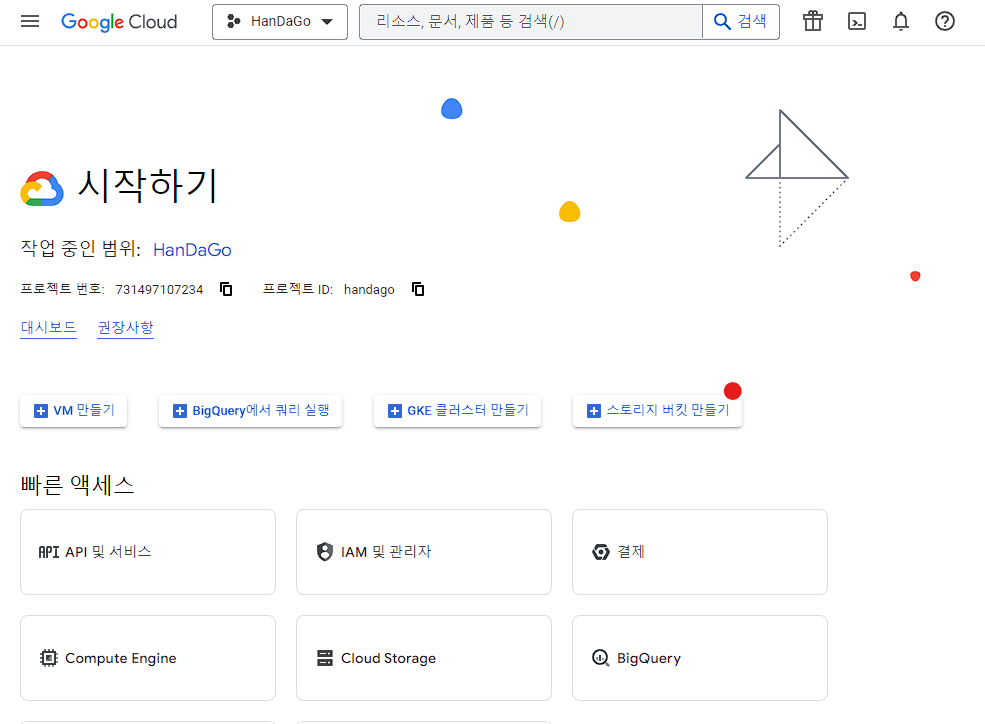 Google Cloud HanDaGo 리소스, 문서, 제품 등 검색(/) 검색
시작하기
작업 중인 범위: HanDaGo
프로젝트 번호: 731497107234 프로젝트 ID: handago
대시보드 권장사항
VM 만들기 BigQuery에서 쿼리 실행 GKE 클러스터 만들기 스토리지 버킷 만들기
빠른 액세스
API API 및 서비스 IAM 및 관리자 결제
Compute Engine Cloud Storage BigQuery